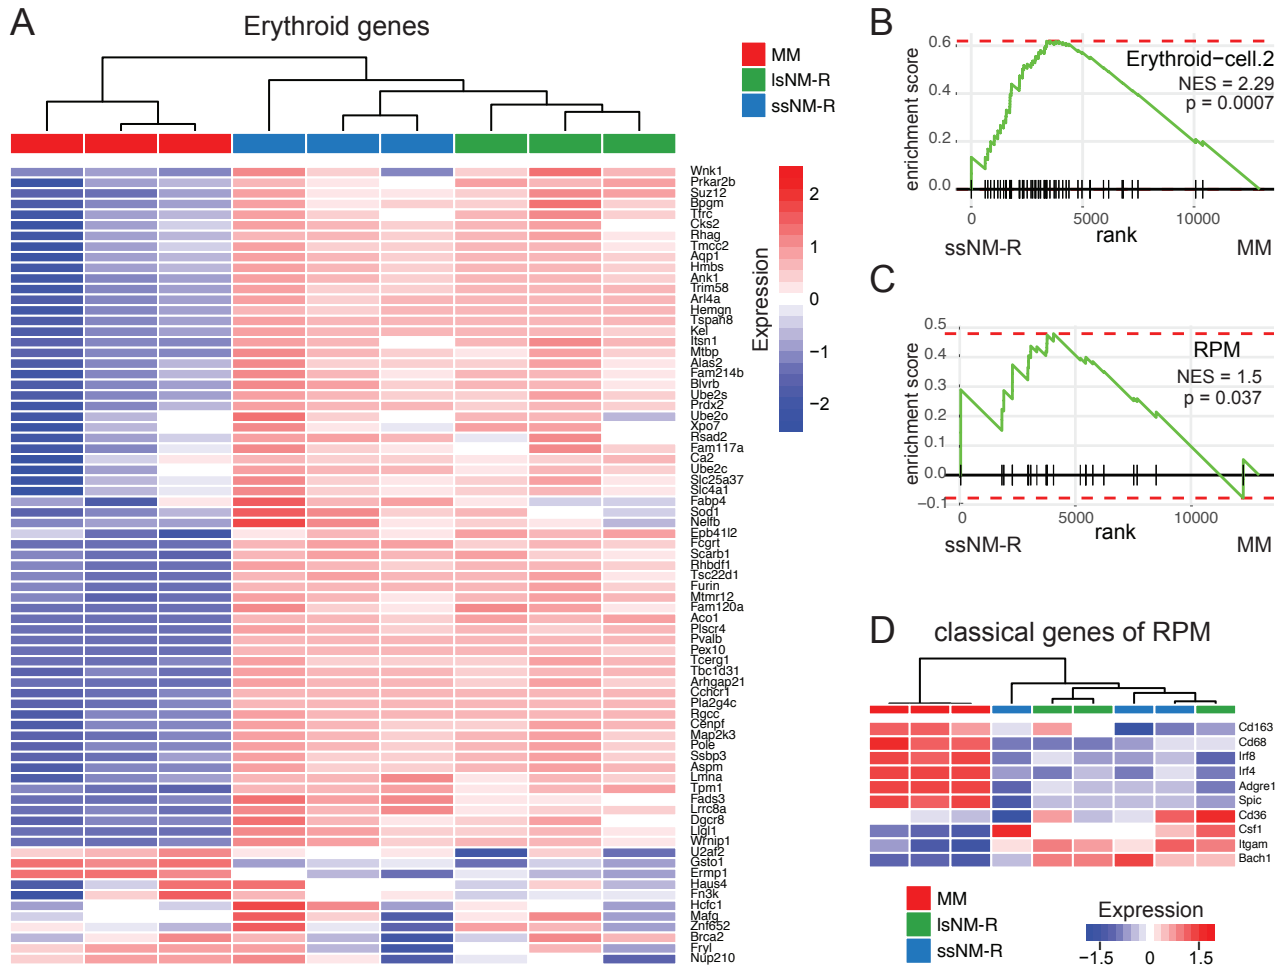 A
Erythroid genes
MM
lsNM-R
ssNM-R
Wnk1
Prkar2b
Suz12
Bpgm
Tfrc
Cks2
Rhag
Tmcc2
Aqp1
Hmbs
Ank1
Trim58
Arl4a
Hemgn
Tspan8
Kel
Itsn1
Mtbp
Alas2
Fam214b
Blvrb
Ube2s
Prdx2
Ube2o
Xpo7
Rsad2
Fam117a
Ca2
Ube2c
Slc25a37
Slc4a1
Fabp4
Sod1
Nelfb
Epb41l2
Fcgrt
Scarb1
Rhbdf1
Tsc22d1
Furin
Mtmr12
Fam120a
Aco1
Plscr4
Pvalb
Pex10
Tcerg1
Tbc1d31
Arhgap21
Cchcr1
Pla2g4c
Rgcc
Cenpf
Map2k3
Pole
Ssbp3
Aspm
Lmna
Tpm1
Fads3
Lrrc8a
Dgcr8
Llgl1
Wrnip1
U2af2
Gsto1
Ermp1
Haus4
Fn3k
Hcfc1
Mafg
Znf652
Brca2
Fryl
Nup210
Expression
2
1
0
−1
−2
B
enrichment score
0.6
0.4
0.2
0.0
Erythroid−cell.2
NES = 2.29
p = 0.0007
0 5000 10000
rank
ssNM-R MM
C
enrichment score
0.5
0.4
0.3
0.2
0.1
0.0
−0.1
RPM
NES = 1.5
p = 0.037
0 5000 10000
rank
ssNM-R MM
D
classical genes of RPM
Cd163
Cd68
Irf8
Irf4
Adgre1
Spic
Cd36
Csf1
Itgam
Bach1
MM
lsNM-R
ssNM-R
Expression
−1.5 0 1.5